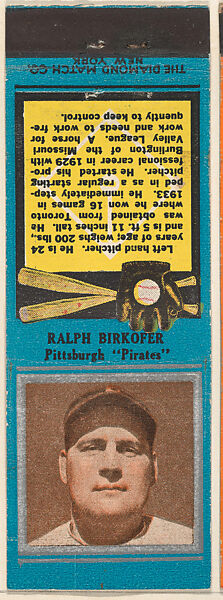 THE DIAMOND MATCH CO.
NEW YORK
Left hand pitcher. He is 24
years of age; weighs 200 lbs.
and is 5 ft. 11 inches tall. Ha
was obtained from Toronto
where he won 16 games in
1933. He immediately step-
ped in as a regular starting
pitcher. He started his pro-
fessional career in 1929 with
Burlington of the Missouri
Valley League. A horse for
work and needs to work fre-
quently to keep in control.
RALPH BIRKOFER
Pittsburgh "Pirates"